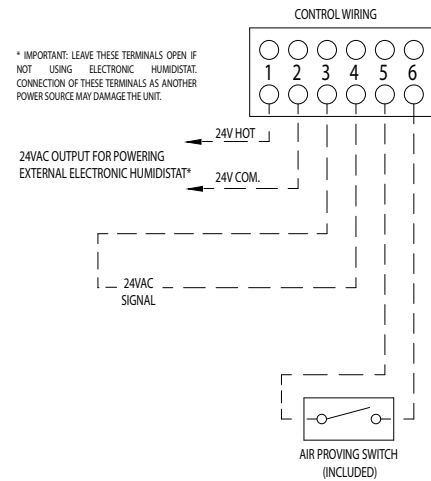 CONTROL WIRING
* IMPORTANT: LEAVE THESE TERMINALS OPEN IF
NOT USING ELECTRONIC HUMIDISTAT.
CONNECTION OF THESE TERMINALS AS ANOTHER
POWER SOURCE MAY DAMAGE THE UNIT.
1 2 3 4 5 6
24V HOT
24VAC OUTPUT FOR POWERING
EXTERNAL ELECTRONIC HUMIDISTAT*
24V COM.
24VAC
SIGNAL
AIR PROVING SWITCH
(INCLUDED)